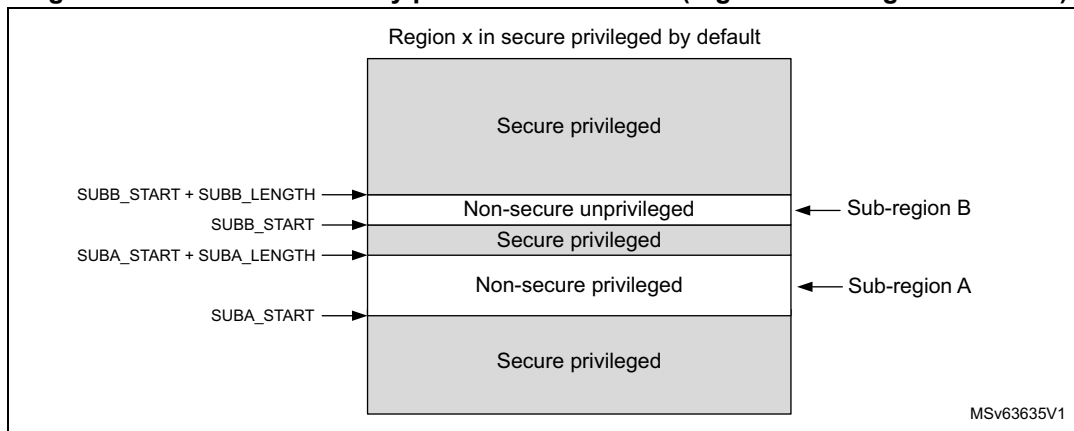 Region x in secure privileged by default
Secure privileged
SUBB_START + SUBB_LENGTH
Non-secure unprivileged
Sub-region B
SUBB_START
Secure privileged
SUBA_START + SUBA_LENGTH
Non-secure privileged
Sub-region A
SUBA_START
Secure privileged
MSv63635V1